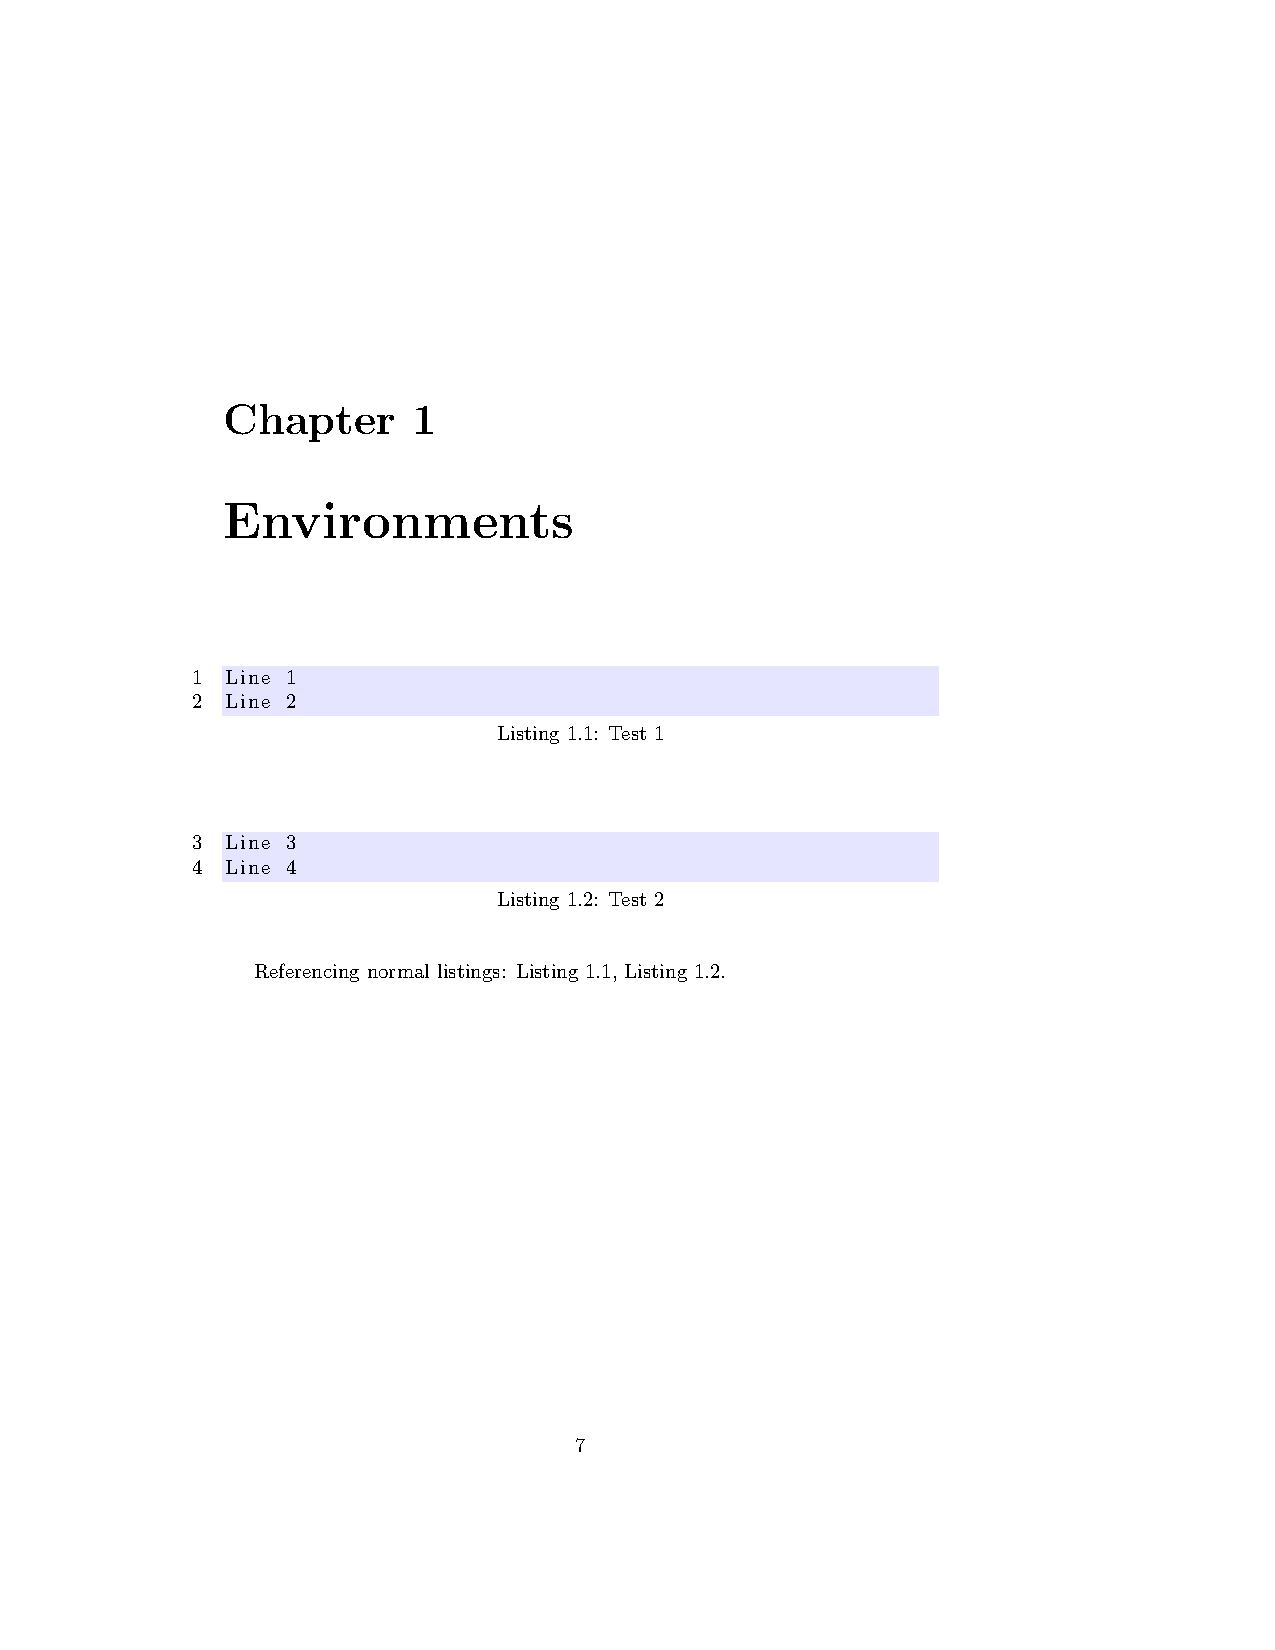 Chapter 1
Environments
1 Line 1
2 Line 2
Listing 1.1: Test 1
3 Line 3
4 Line 4
Listing 1.2: Test 2
Referencing normal listings: Listing 1.1, Listing 1.2.
7